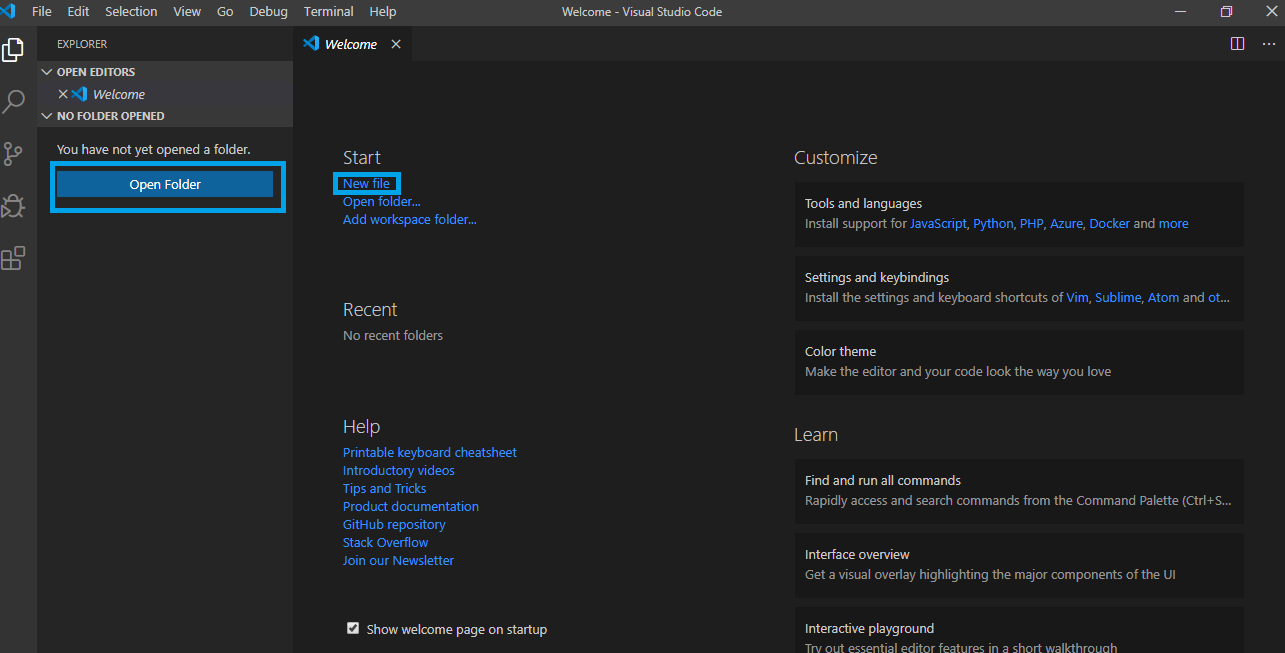 File Edit Selection View Go Debug Terminal Help
Welcome - Visual Studio Code
EXPLORER
OPEN EDITORS
Welcome
NO FOLDER OPENED
You have not yet opened a folder.
Open Folder
Welcome
Start
New file
Open folder...
Add workspace folder...
Recent
No recent folders
Help
Printable keyboard cheatsheet
Introductory videos
Tips and Tricks
Product documentation
GitHub repository
Stack Overflow
Join our Newsletter
Show welcome page on startup
Customize
Tools and languages
Install support for JavaScript, Python, PHP, Azure, Docker and more
Settings and keybindings
Install the settings and keyboard shortcuts of Vim, Sublime, Atom and ot...
Color theme
Make the editor and your code look the way you love
Learn
Find and run all commands
Rapidly access and search commands from the Command Palette (Ctrl+S...
Interface overview
Get a visual overlay highlighting the major components of the UI
Interactive playground
Try out essential editor features in a short walkthrough